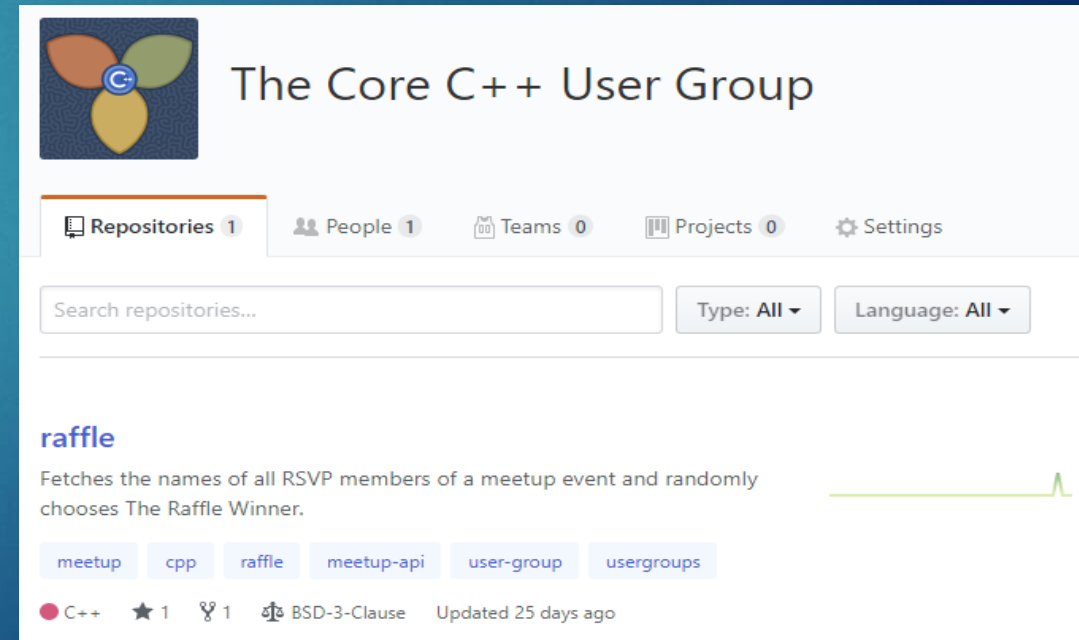 C++
The Core C++ User Group
Repositories 1 People 1 Teams 0 Projects 0 Settings
Search repositories... Type: All Language: All
raffle
Fetches the names of all RSVP members of a meetup event and randomly
chooses The Raffle Winner.
meetup cpp raffle meetup-api user-group usergroups
C++ 1 1 BSD-3-Clause Updated 25 days ago